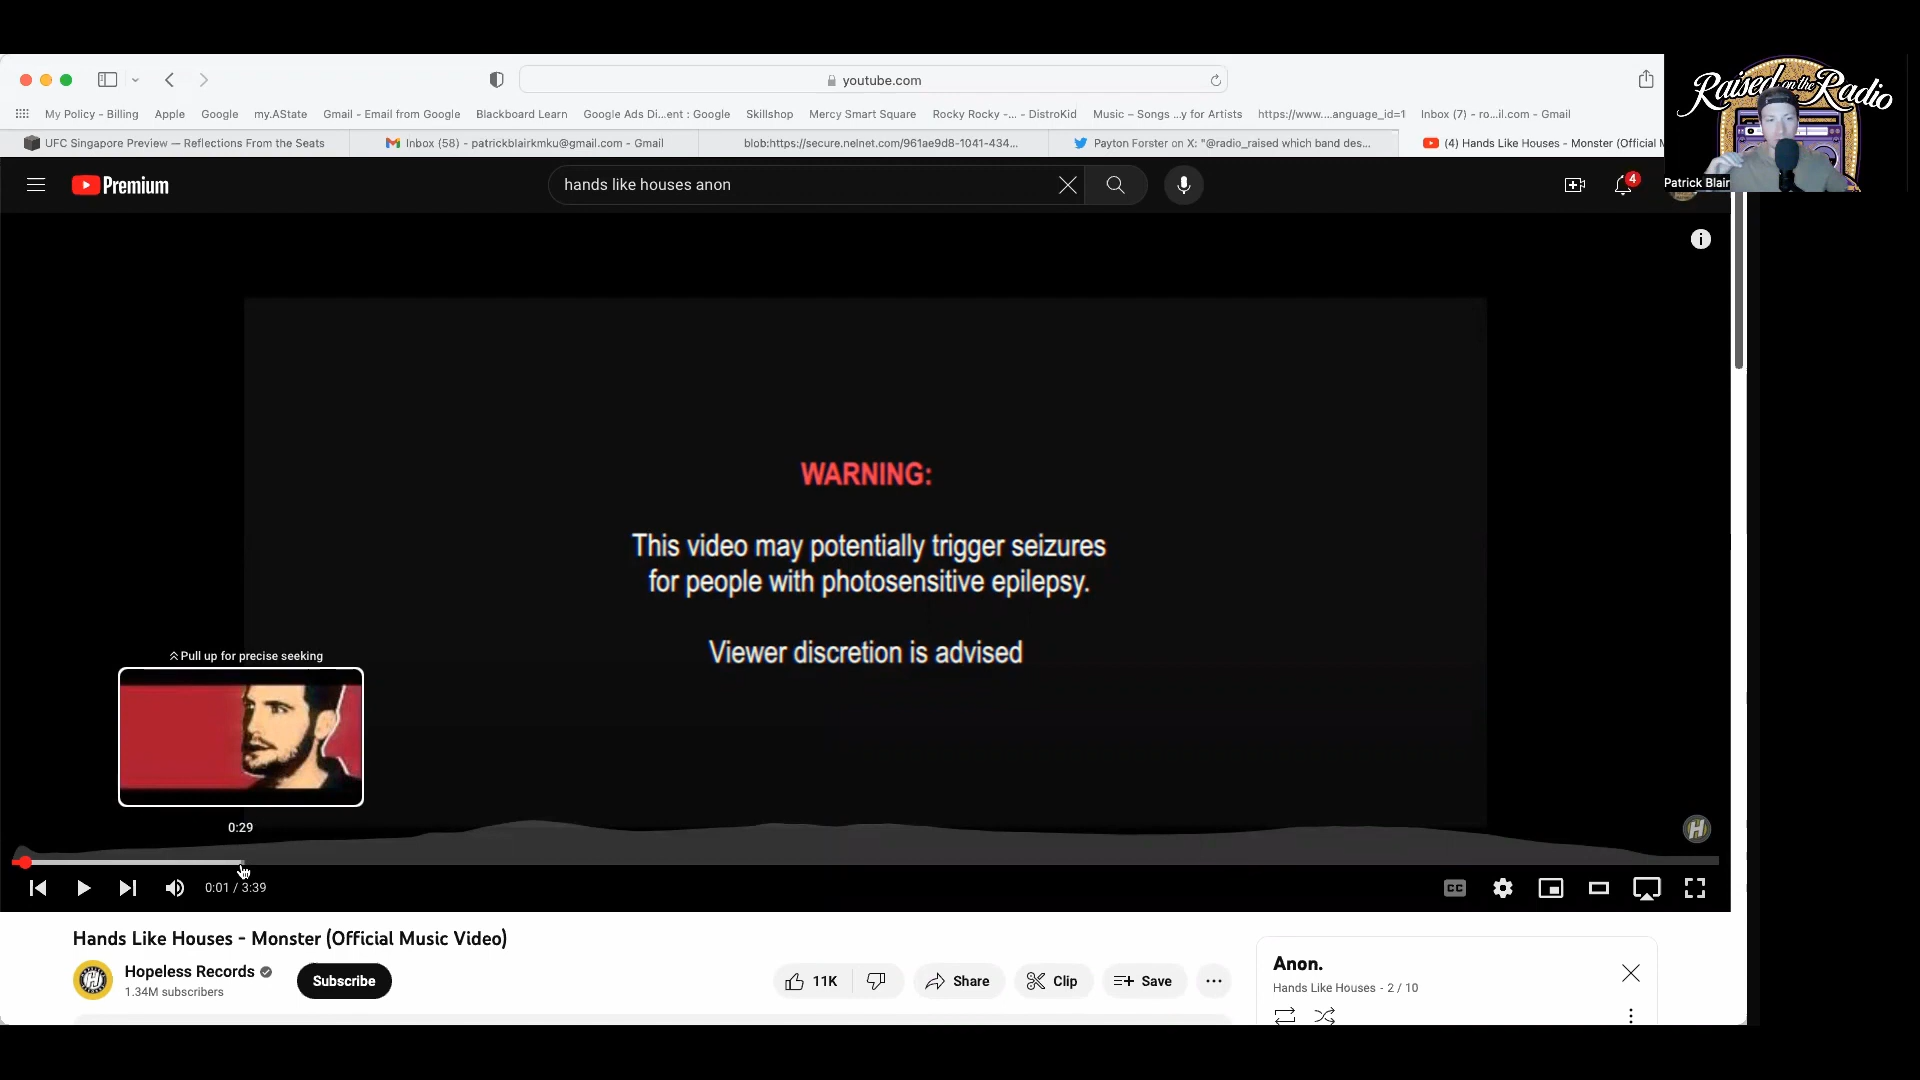 youtube.com
My Policy - Billing Apple Google my.AState Gmail - Email from Google Blackboard Learn Google Ads Di...ent : Google Skillshop Mercy Smart Square Rocky Rocky -... - DistroKid Music – Songs ...y for Artists https://www....anguage_id=1 Inbox (7) - ro...il.com - Gmail
UFC Singapore Preview — Reflections From the Seats Inbox (58) - patrickblairkmku@gmail.com - Gmail blob:https://secure.nelnet.com/961ae9d8-1041-434... Payton Forster on X: "@radio_raised which band des... (4) Hands Like Houses - Monster (Official M
Raised on the Radio
Patrick Blair
Premium hands like houses anon 4
WARNING:
This video may potentially trigger seizures
for people with photosensitive epilepsy.
Viewer discretion is advised
Pull up for precise seeking
0:29
H
0:01 / 3:39 CC
Hands Like Houses - Monster (Official Music Video)
Hopeless Records
1.34M subscribers
Subscribe 11K Share Clip Save
Anon.
Hands Like Houses - 2 / 10